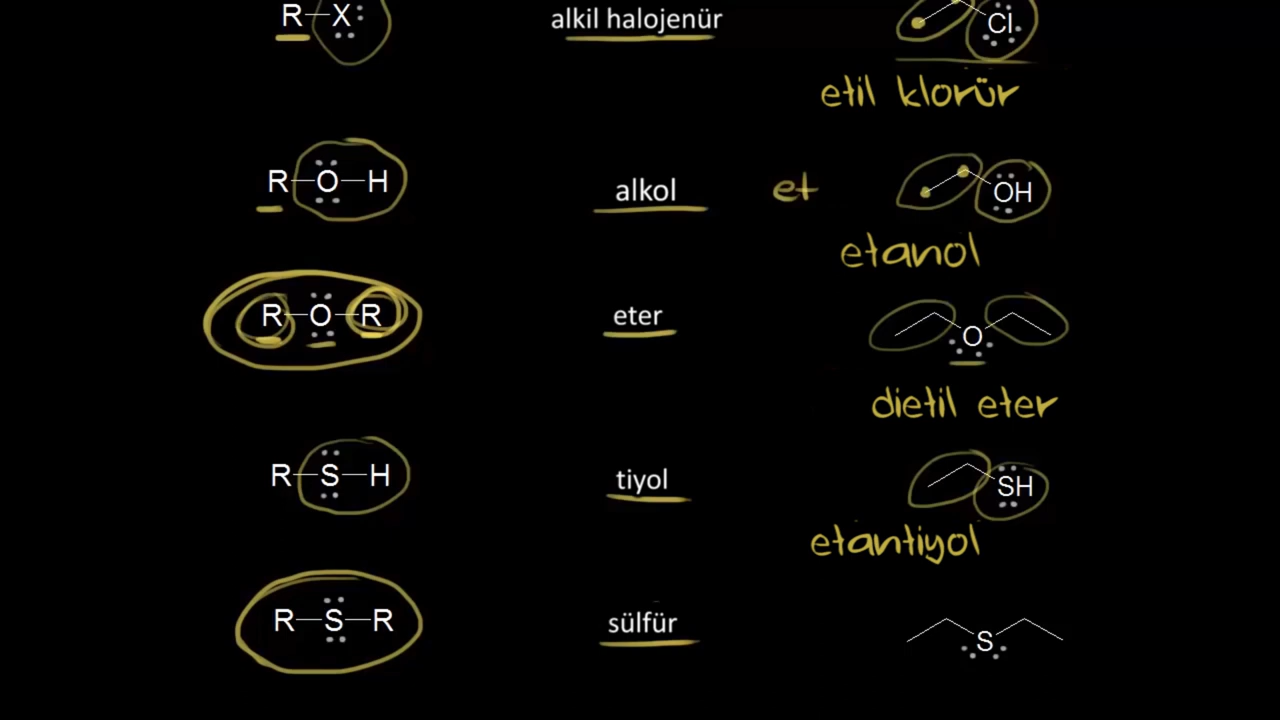 R—X alkil halojenür Cl
etil klorür
R—O—H alkol et OH
etanol
R—O—R eter O
dietil eter
R—S—H tiyol SH
etantiyol
R—S—R sülfür S